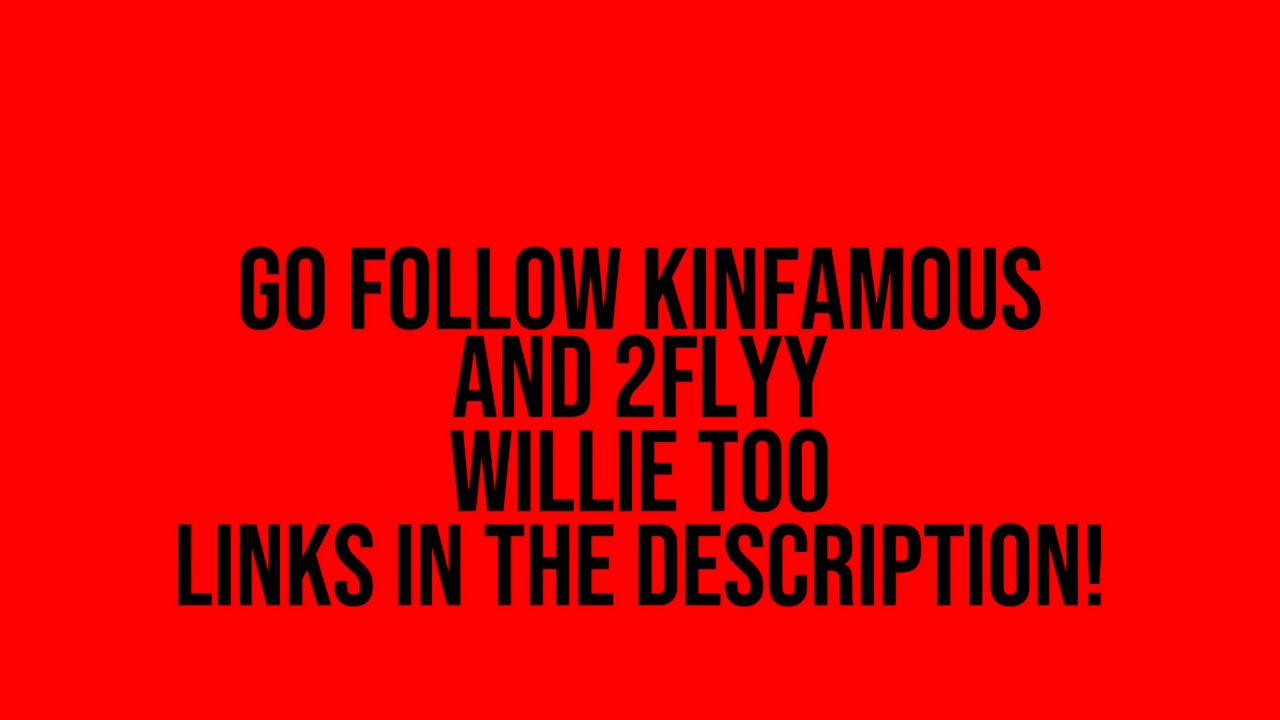 GO FOLLOW KINFAMOUS
AND 2FLYY
WILLIE TOO
LINKS IN THE DESCRIPTION!